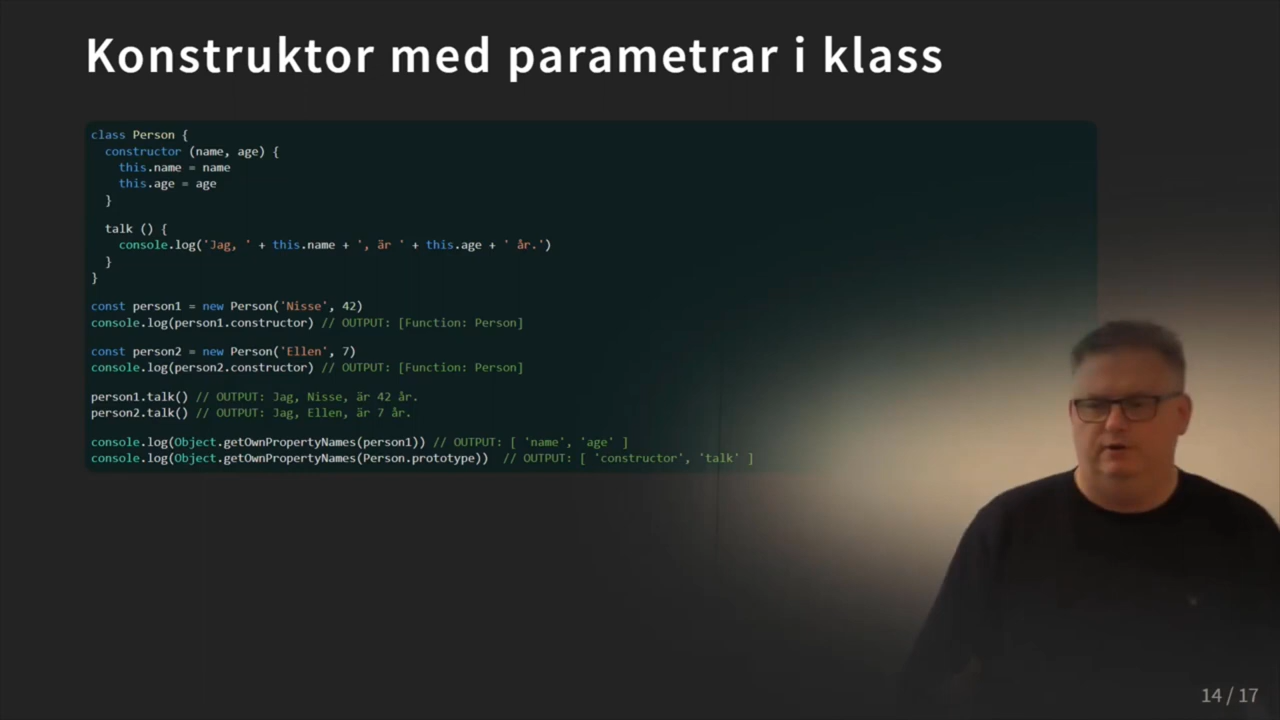 Konstruktor med parametrar i klass
class Person {
constructor (name, age) {
this.name = name
this.age = age
}
talk () {
console.log('Jag, ' + this.name + ', är ' + this.age + ' år.')
}
}
const person1 = new Person('Nisse', 42)
console.log(person1.constructor) // OUTPUT: [Function: Person]
const person2 = new Person('Ellen', 7)
console.log(person2.constructor) // OUTPUT: [Function: Person]
person1.talk() // OUTPUT: Jag, Nisse, är 42 år.
person2.talk() // OUTPUT: Jag, Ellen, är 7 år.
console.log(Object.getOwnPropertyNames(person1)) // OUTPUT: [ 'name', 'age' ]
console.log(Object.getOwnPropertyNames(Person.prototype)) // OUTPUT: [ 'constructor', 'talk' ]
14 / 17